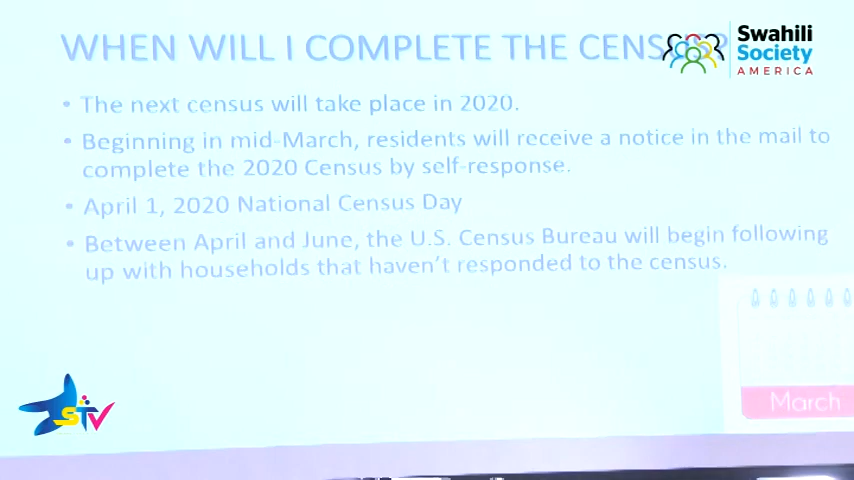 WHEN WILL I COMPLETE THE CENSUS?
Swahili
Society
AMERICA
• The next census will take place in 2020.
• Beginning in mid-March, residents will receive a notice in the mail to
complete the 2020 Census by self-response.
• April 1, 2020 National Census Day
• Between April and June, the U.S. Census Bureau will begin following
up with households that haven't responded to the census.
March
STV